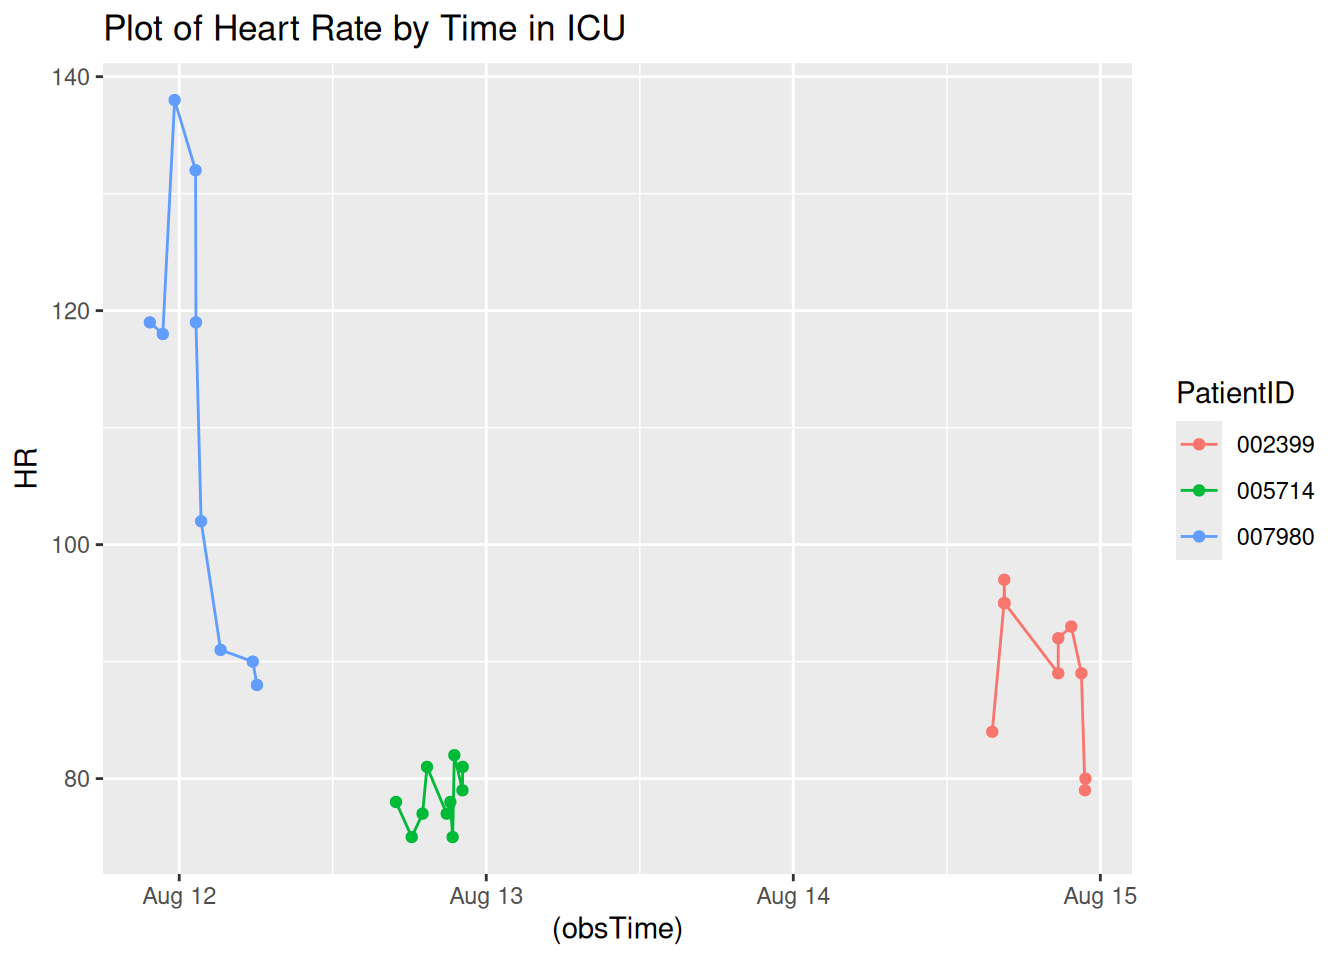 Plot of Heart Rate by Time in ICU
140
120
100
80
HR
Aug 12
Aug 13
Aug 14
Aug 15
(obsTime)
PatientID
002399
005714
007980